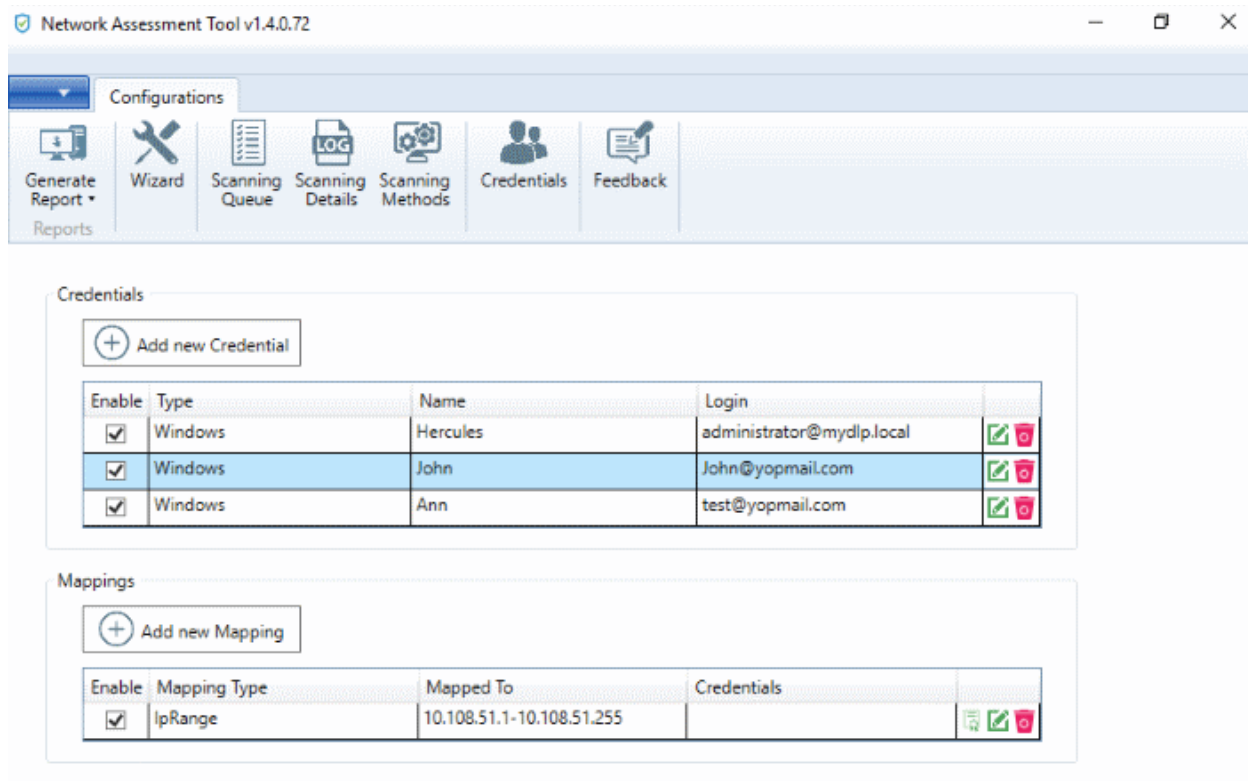 Network Assessment Tool v1.4.0.72
Configurations
Generate Report
Wizard
Scanning Queue
Scanning Details
LOG
Scanning Methods
Credentials
Feedback
Reports
Credentials
Add new Credential
Enable Type Name Login
Windows Hercules administrator@mydlp.local
Windows John John@yopmail.com
Windows Ann test@yopmail.com
Mappings
Add new Mapping
Enable Mapping Type Mapped To Credentials
IpRange 10.108.51.1-10.108.51.255